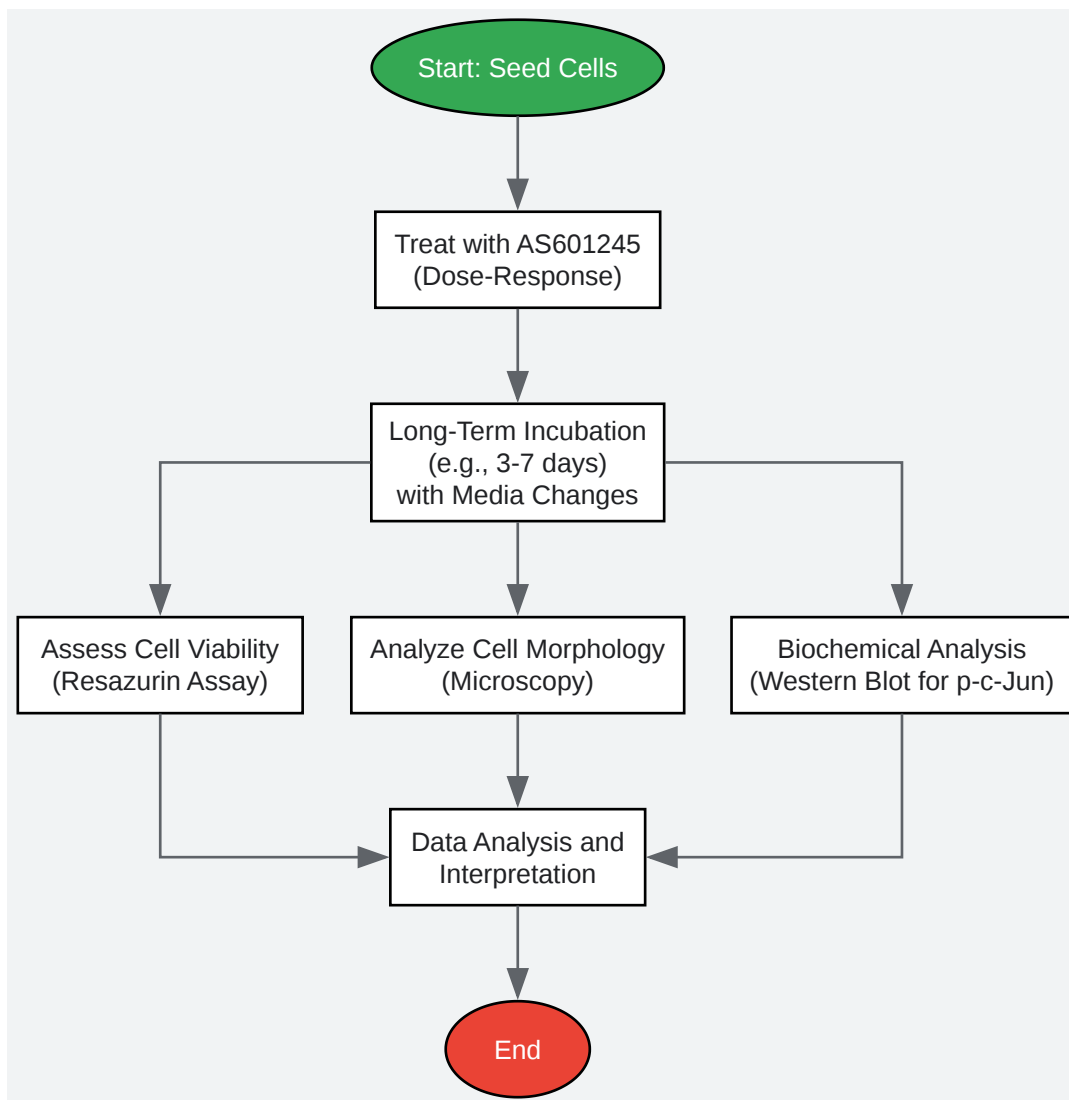 Start: Seed Cells
Treat with AS601245
(Dose-Response)
Long-Term Incubation
(e.g., 3-7 days)
with Media Changes
Assess Cell Viability
(Resazurin Assay)
Analyze Cell Morphology
(Microscopy)
Biochemical Analysis
(Western Blot for p-c-Jun)
Data Analysis and
Interpretation
End